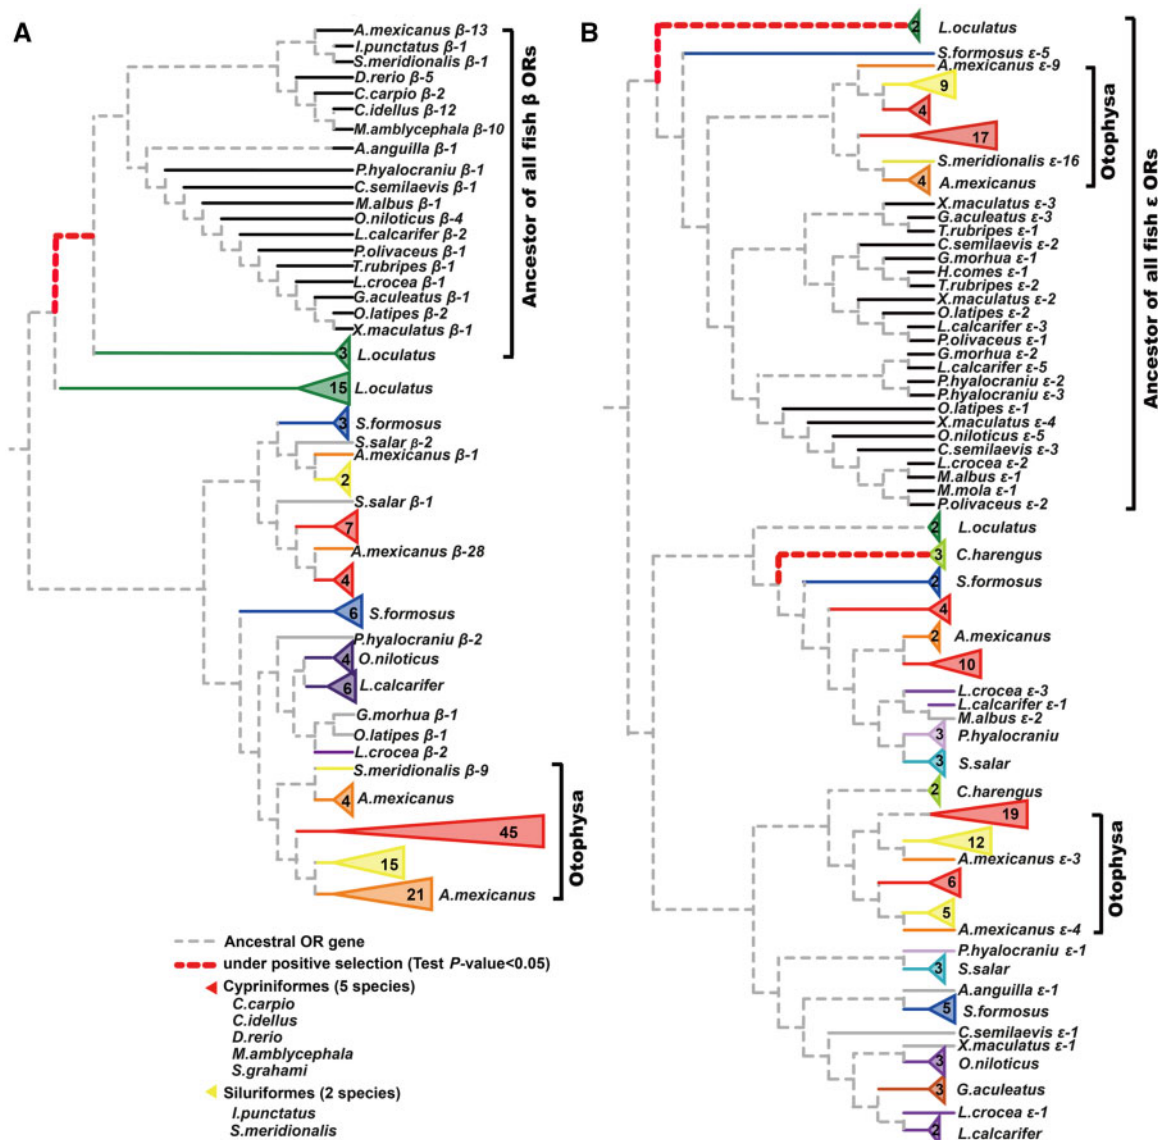 A
A.mexicanus β-13
I.punctatus β-1
S.meridionalis β-1
D.rerio β-5
C.carpio β-2
C.idellus β-12
M.amblycephala β-10
A.anguilla β-1
P.hyalocraniu β-1
C.semilaevis β-1
M.albus β-1
O.niloticus β-4
L.calcarifer β-2
P.olivaceus β-1
T.rubripes β-1
L.crocea β-1
G.aculeatus β-1
O.latipes β-2
X.maculatus β-1
3 L.oculatus
Ancestor of all fish β ORs
15 L.oculatus
3 S.formosus
S.salar β-2
A.mexicanus β-1
2
S.salar β-1
7
A.mexicanus β-28
4
6 S.formosus
P.hyalocraniu β-2
4 O.niloticus
6 L.calcarifer
G.morhua β-1
O.latipes β-1
L.crocea β-2
S.meridionalis β-9
4 A.mexicanus
45
15
21 A.mexicanus
Otophysa
Ancestral OR gene
under positive selection (Test P-value<0.05)
Cypriniformes (5 species)
C.carpio
C.idellus
D.rerio
M.amblycephala
S.grahami
Siluriformes (2 species)
I.punctatus
S.meridionalis
B
2 L.oculatus
S.formosus ε-5
A.mexicanus ε-9
9
4
17
S.meridionalis ε-16
4 A.mexicanus
Otophysa
X.maculatus ε-3
G.aculeatus ε-3
T.rubripes ε-1
C.semilaevis ε-2
G.morhua ε-1
H.comes ε-1
T.rubripes ε-2
X.maculatus ε-2
O.latipes ε-2
L.calcarifer ε-3
P.olivaceus ε-1
G.morhua ε-2
L.calcarifer ε-5
P.hyalocraniu ε-2
P.hyalocraniu ε-3
O.latipes ε-1
X.maculatus ε-4
O.niloticus ε-5
C.semilaevis ε-3
L.crocea ε-2
M.albus ε-1
M.mola ε-1
P.olivaceus ε-2
Ancestor of all fish ε ORs
2 L.oculatus
3 C.harengus
2 S.formosus
4
2 A.mexicanus
10
L.crocea ε-3
L.calcarifer ε-1
M.albus ε-2
3 P.hyalocraniu
3 S.salar
2 C.harengus
19
12
A.mexicanus ε-3
6
5
A.mexicanus ε-4
Otophysa
P.hyalocraniu ε-1
3 S.salar
A.anguilla ε-1
5 S.formosus
C.semilaevis ε-1
X.maculatus ε-1
3 O.niloticus
3 G.aculeatus
L.crocea ε-1
2 L.calcarifer